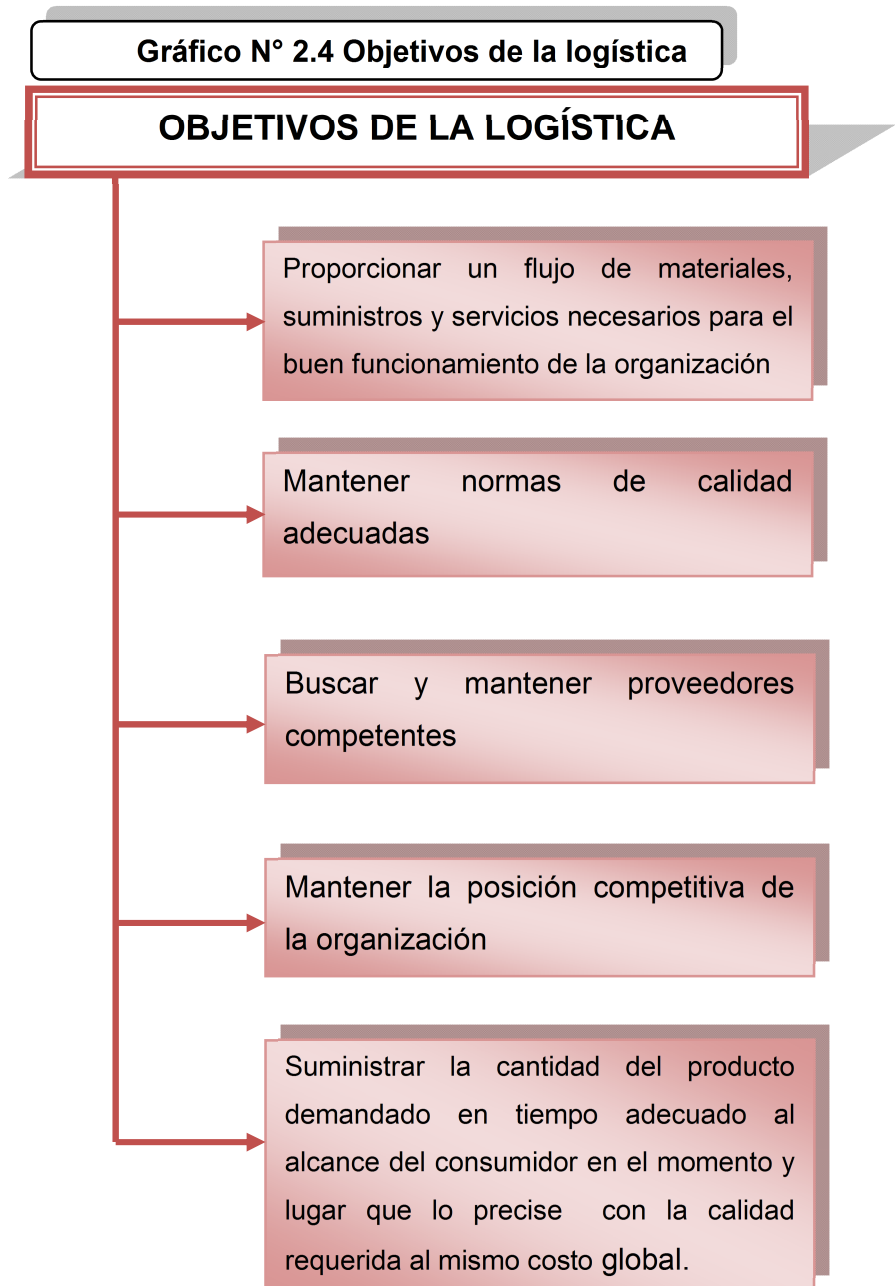 Gráfico N° 2.4 Objetivos de la logística
OBJETIVOS DE LA LOGÍSTICA
Proporcionar un flujo de materiales,
suministros y servicios necesarios para el
buen funcionamiento de la organización
Mantener normas de calidad
adecuadas
Buscar y mantener proveedores
competentes
Mantener la posición competitiva de
la organización
Suministrar la cantidad del producto
demandado en tiempo adecuado al
alcance del consumidor en el momento y
lugar que lo precise con la calidad
requerida al mismo costo global.